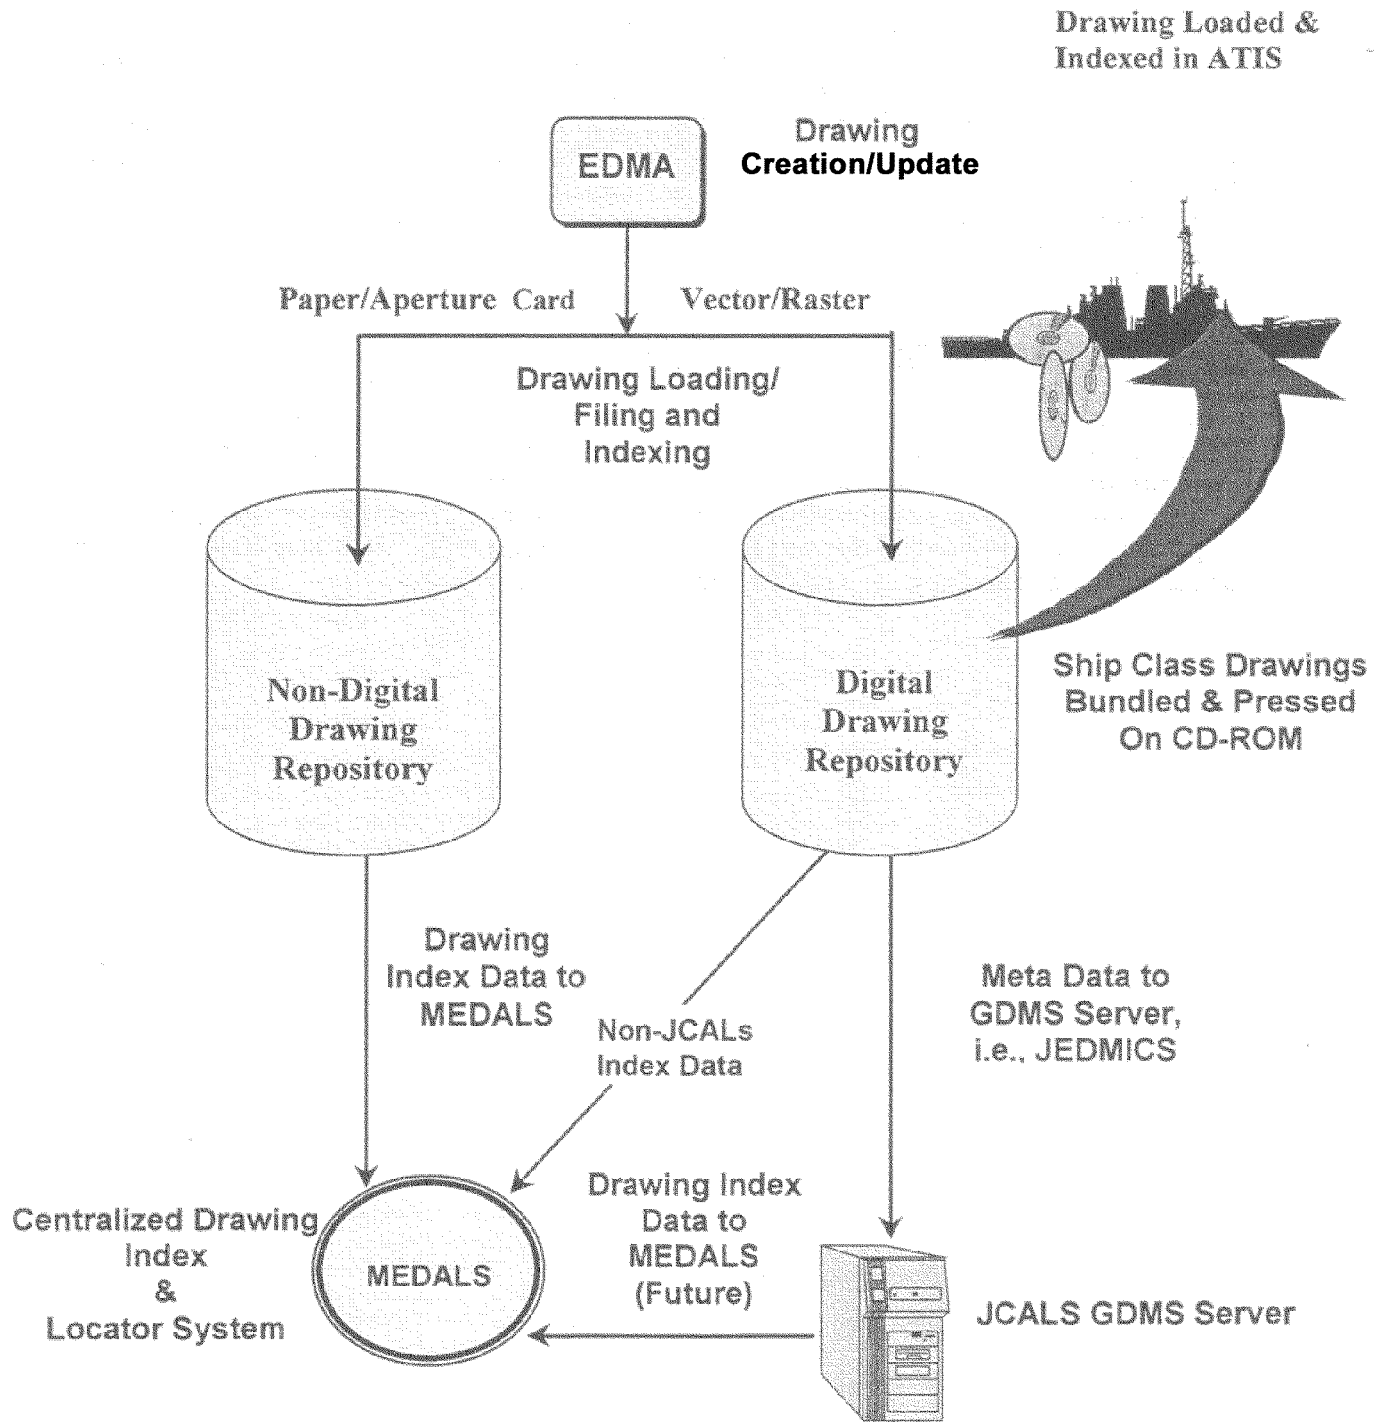 Drawing Loaded &
Indexed in ATIS
EDMA
Drawing
Creation/Update
Paper/Aperture Card
Vector/Raster
Drawing Loading/
Filing and
Indexing
Non-Digital
Drawing
Repository
Digital
Drawing
Repository
Ship Class Drawings
Bundled & Pressed
On CD-ROM
Drawing
Index Data to
MEDALS
Non-JCALs
Index Data
Meta Data to
GDMS Server,
i.e., JEDMICS
Centralized Drawing
Index
&
Locator System
MEDALS
Drawing Index
Data to
MEDALS
(Future)
JCALS GDMS Server